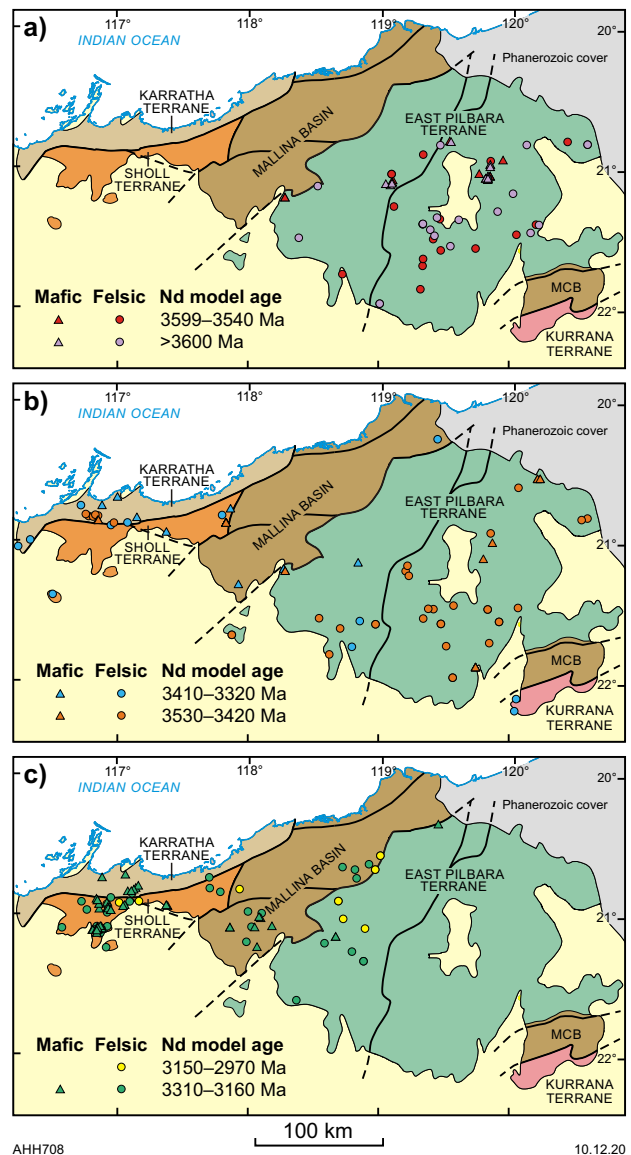 a)
117°
118°
119°
120°
20°
INDIAN OCEAN
Phanerozoic cover
KARRATHA
TERRANE
MALLINA BASIN
EAST PILBARA
TERRANE
SHOLL
TERRANE
21°
Mafic Felsic Nd model age
3599–3540 Ma
>3600 Ma
MCB
22°
KURRANA
TERRANE
b)
117°
118°
119°
120°
20°
INDIAN OCEAN
Phanerozoic cover
KARRATHA
TERRANE
MALLINA BASIN
EAST PILBARA
TERRANE
SHOLL
TERRANE
21°
Mafic Felsic Nd model age
3410–3320 Ma
3530–3420 Ma
MCB
22°
KURRANA
TERRANE
c)
117°
118°
119°
120°
20°
INDIAN OCEAN
Phanerozoic cover
KARRATHA
TERRANE
MALLINA BASIN
EAST PILBARA
TERRANE
SHOLL
TERRANE
21°
Mafic Felsic Nd model age
3150–2970 Ma
3310–3160 Ma
MCB
22°
KURRANA
TERRANE
100 km
AHH708
10.12.20